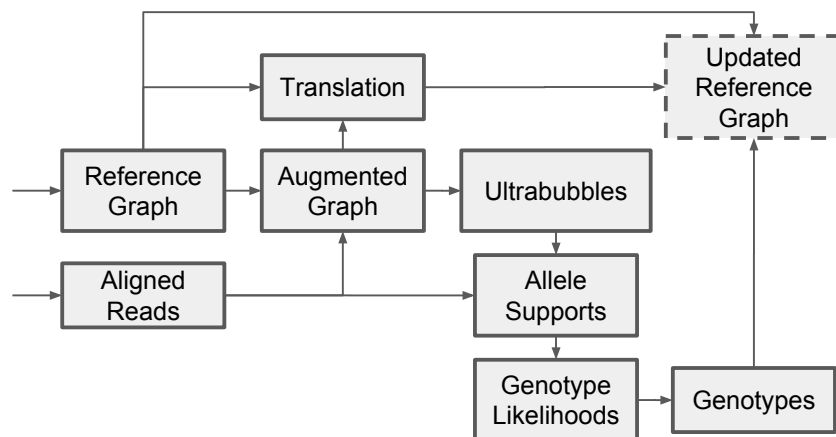 Updated
Reference
Graph
Translation
Reference
Graph
Augmented
Graph
Ultrabubbles
Aligned
Reads
Allele
Supports
Genotype
Likelihoods
Genotypes